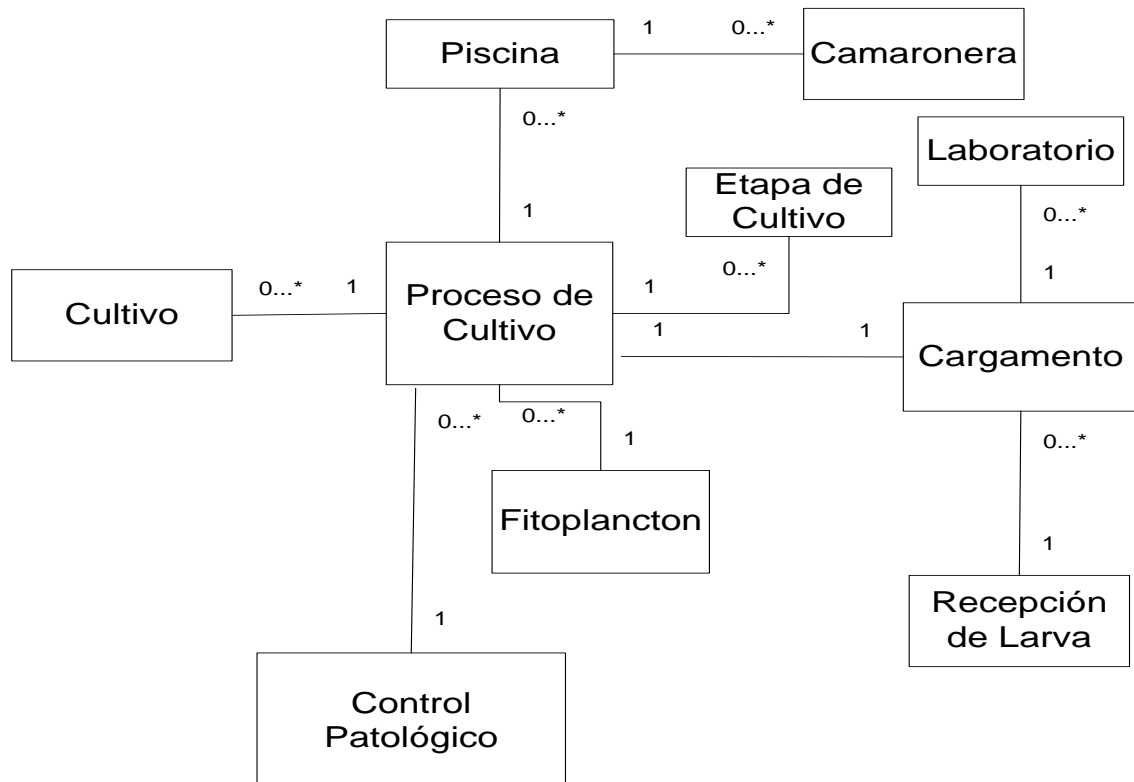 Piscina
1
0...*
Camaronera
0...*
1
Laboratorio
0...*
1
Etapa de
Cultivo
0...*
1
Cultivo
0...*
1
Proceso de
Cultivo
1
1
Cargamento
0...*
1
Recepción
de Larva
0...*
0...*
1
Fitoplancton
1
Control
Patológico